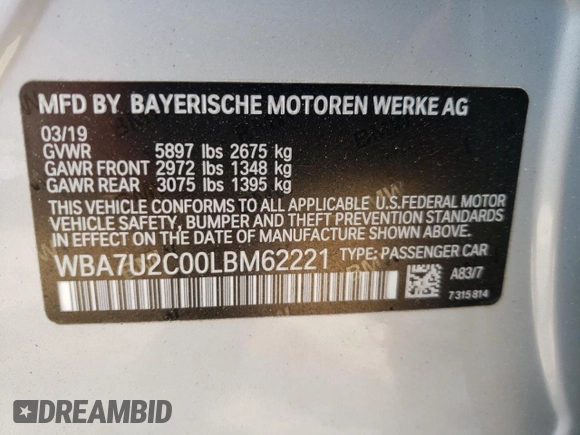 MFD BY BAYERISCHE MOTOREN WERKE AG
03/19
GVWR 5897 lbs 2675 kg
GAWR FRONT 2972 lbs 1348 kg
GAWR REAR 3075 lbs 1395 kg
THIS VEHICLE CONFORMS TO ALL APPLICABLE U.S.FEDERAL MOTOR
VEHICLE SAFETY, BUMPER AND THEFT PREVENTION STANDARDS
IN EFFECT ON THE DATE OF MANUFACTURE SHOWN ABOVE.
WBA7U2C00LBM62221 TYPE: PASSENGER CAR
A83/7
7315814
DREAMBID